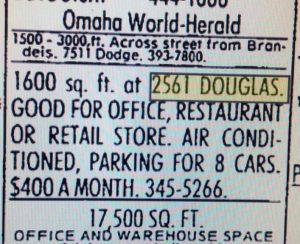 Omaha World-Herald
1500 - 3000 ft. Across street from Bran-
deis. 7511 Dodge. 393-7800.
1600 sq. ft. at 2561 DOUGLAS.
GOOD FOR OFFICE, RESTAURANT
OR RETAIL STORE. AIR CONDI-
TIONED, PARKING FOR 8 CARS.
$400 A MONTH. 345-5266.
17,500 SQ. FT.
OFFICE AND WAREHOUSE SPACE